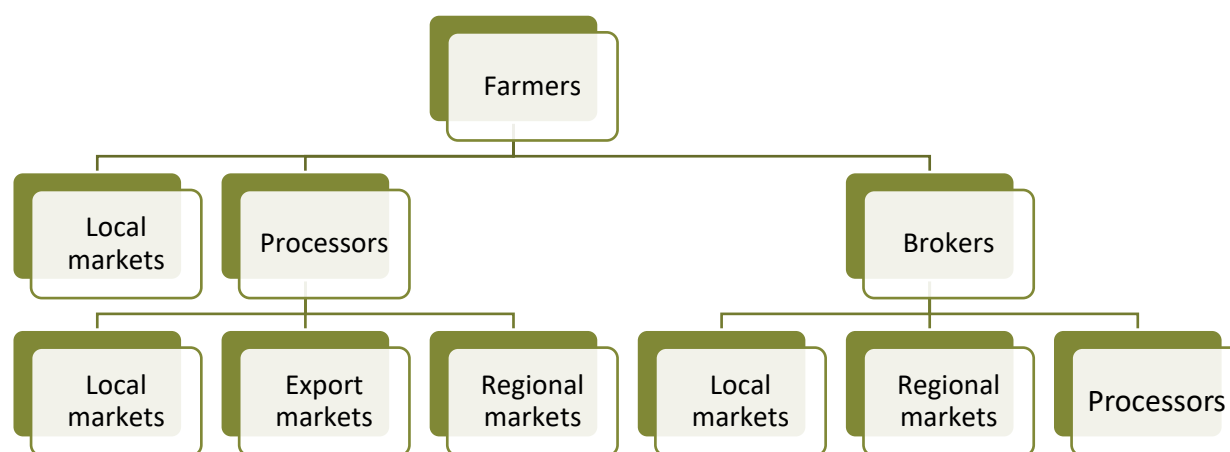 Farmers
Local
markets
Processors
Brokers
Local
markets
Export
markets
Regional
markets
Local
markets
Regional
markets
Processors